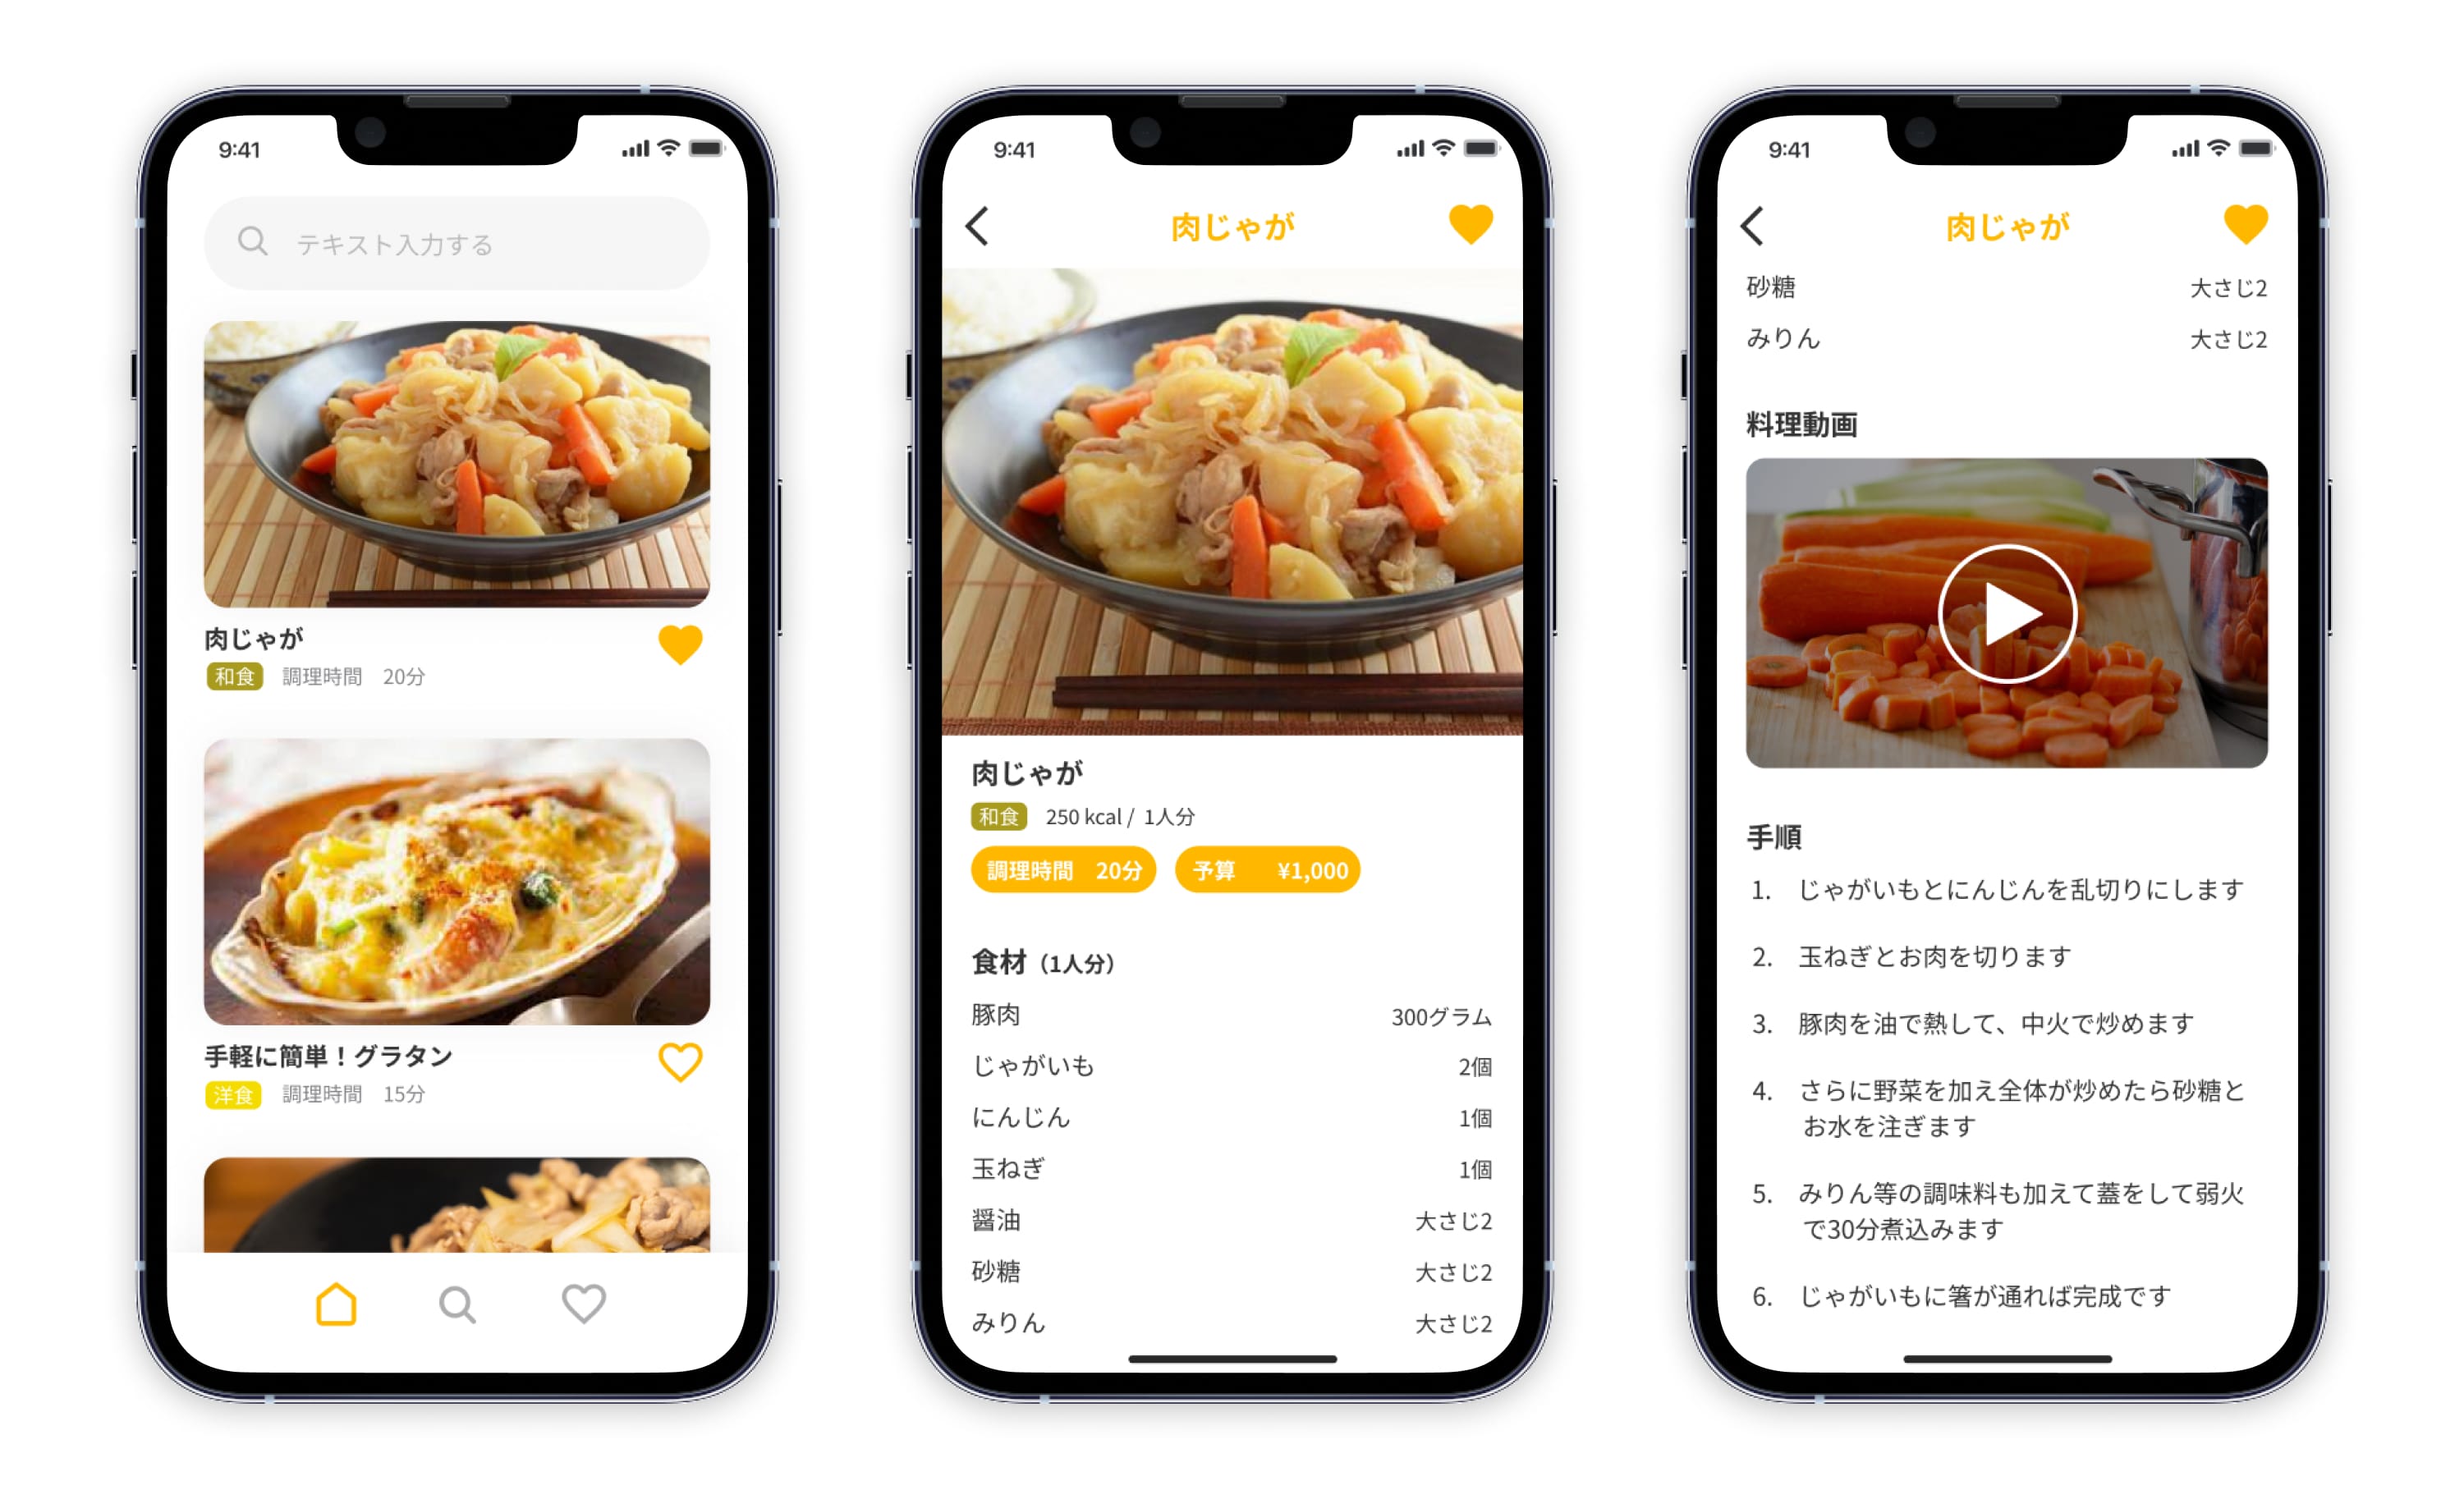 9:41
テキスト入力する
肉じゃが
和食 調理時間 20分
手軽に簡単！グラタン
洋食 調理時間 15分
9:41
肉じゃが
肉じゃが
和食 250 kcal / 1人分
調理時間 20分 予算 ¥1,000
食材（1人分）
豚肉 300グラム
じゃがいも 2個
にんじん 1個
玉ねぎ 1個
醤油 大さじ2
砂糖 大さじ2
みりん 大さじ2
9:41
肉じゃが
砂糖 大さじ2
みりん 大さじ2
料理動画
手順
1. じゃがいもとにんじんを乱切りにします
2. 玉ねぎとお肉を切ります
3. 豚肉を油で熱して、中火で炒めます
4. さらに野菜を加え全体が炒めたら砂糖と
お水を注ぎます
5. みりん等の調味料も加えて蓋をして弱火
で30分煮込みます
6. じゃがいもに箸が通れば完成です